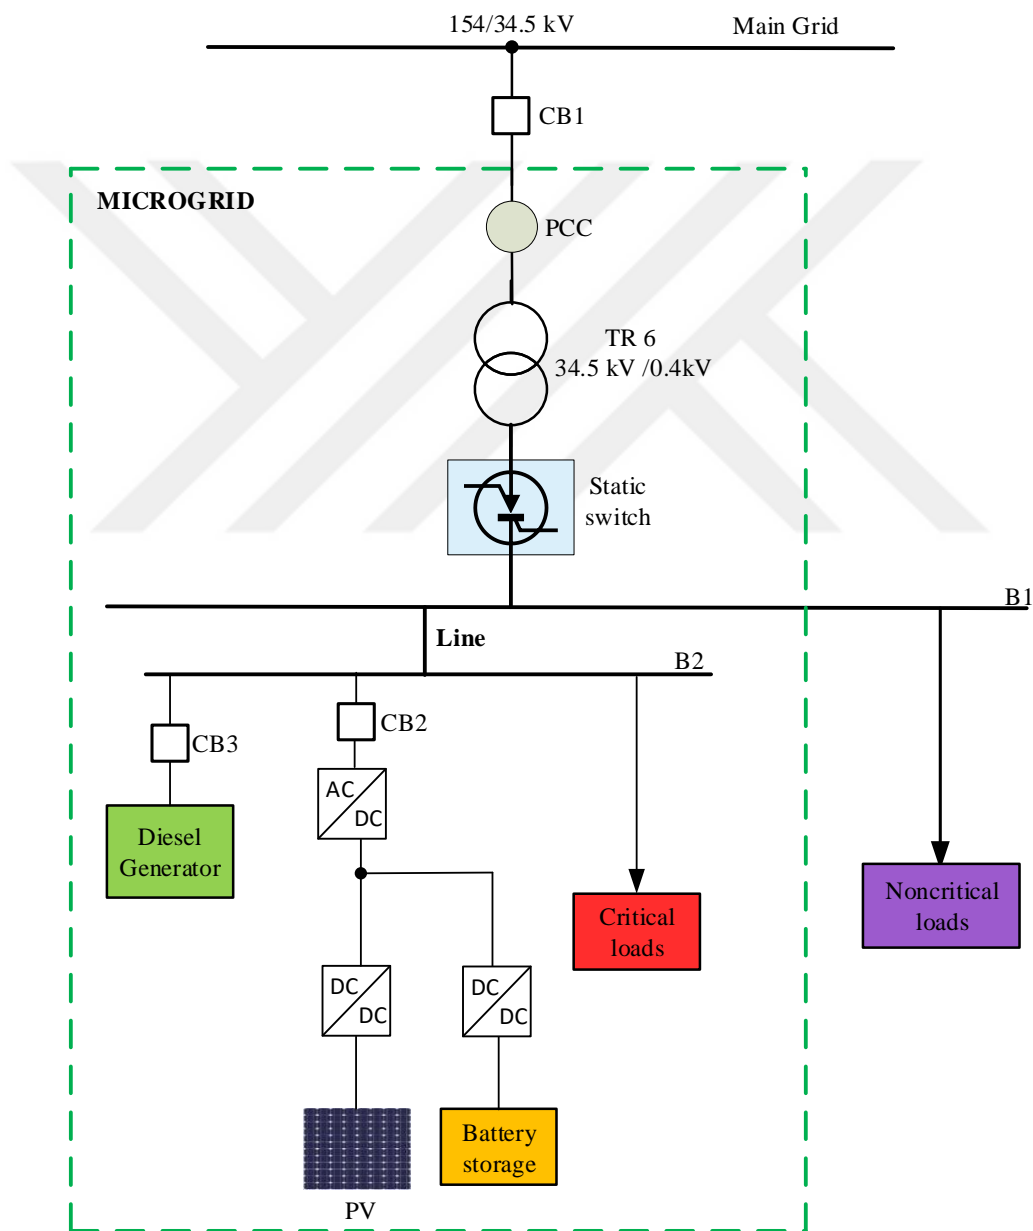 154/34.5 kV
Main Grid
CB1
MICROGRID
PCC
TR 6
34.5 kV /0.4kV
Static
switch
B1
Line
B2
CB3
CB2
AC
DC
Diesel
Generator
Critical
loads
Noncritical
loads
DC
DC
DC
DC
Battery
storage
PV